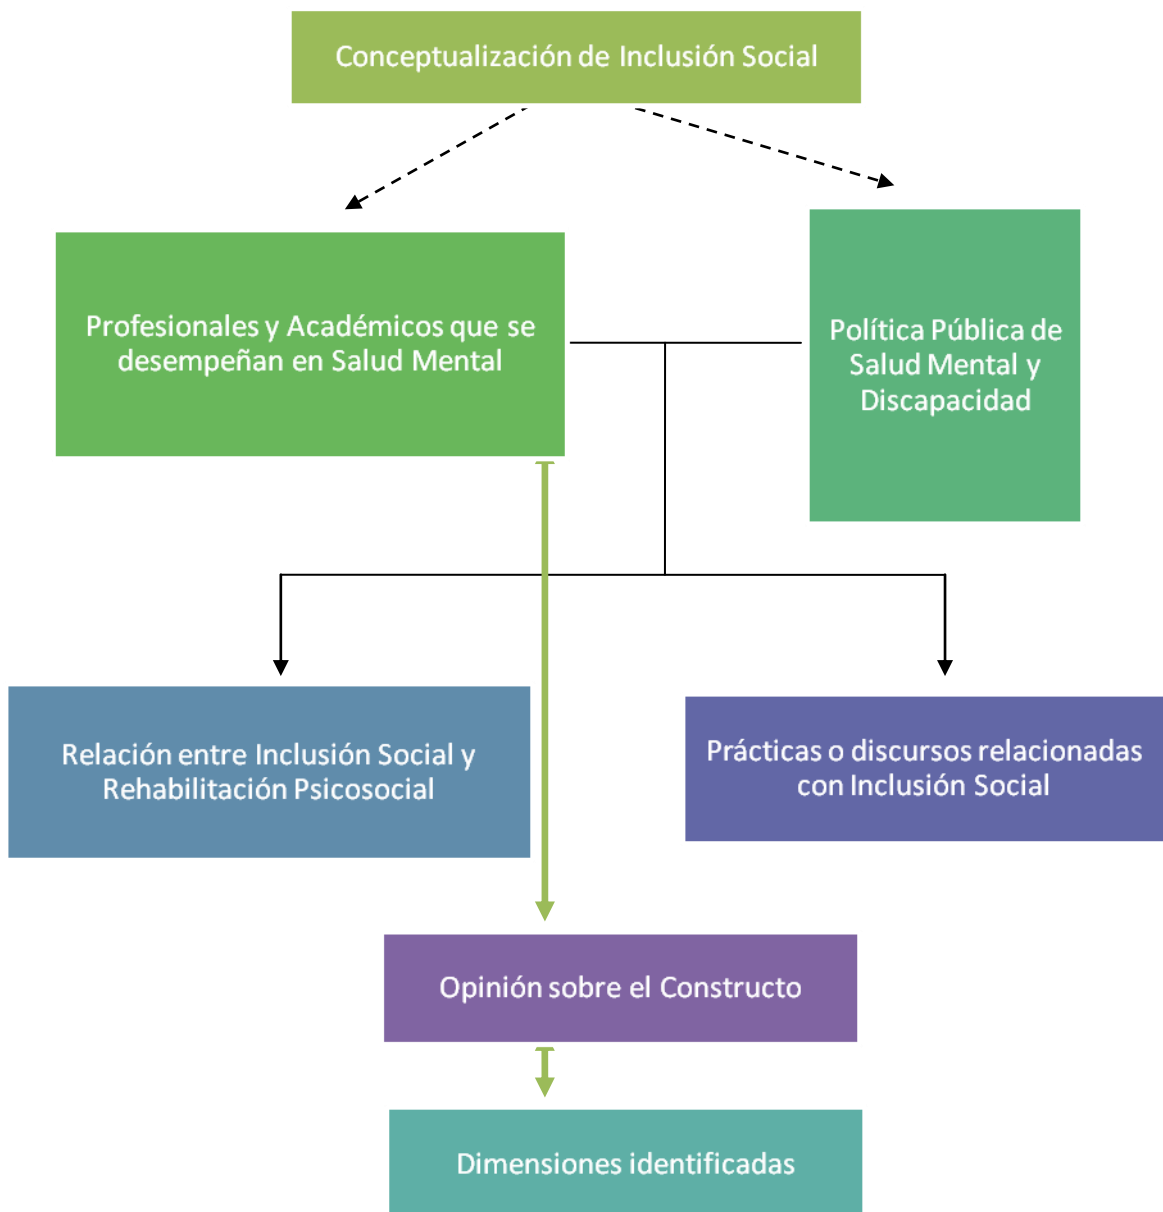 Conceptualización de Inclusión Social
Profesionales y Académicos que se
desempeñan en Salud Mental
Política Pública de
Salud Mental y
Discapacidad
Relación entre Inclusión Social y
Rehabilitación Psicosocial
Prácticas o discursos relacionadas
con Inclusión Social
Opinión sobre el Constructo
Dimensiones identificadas